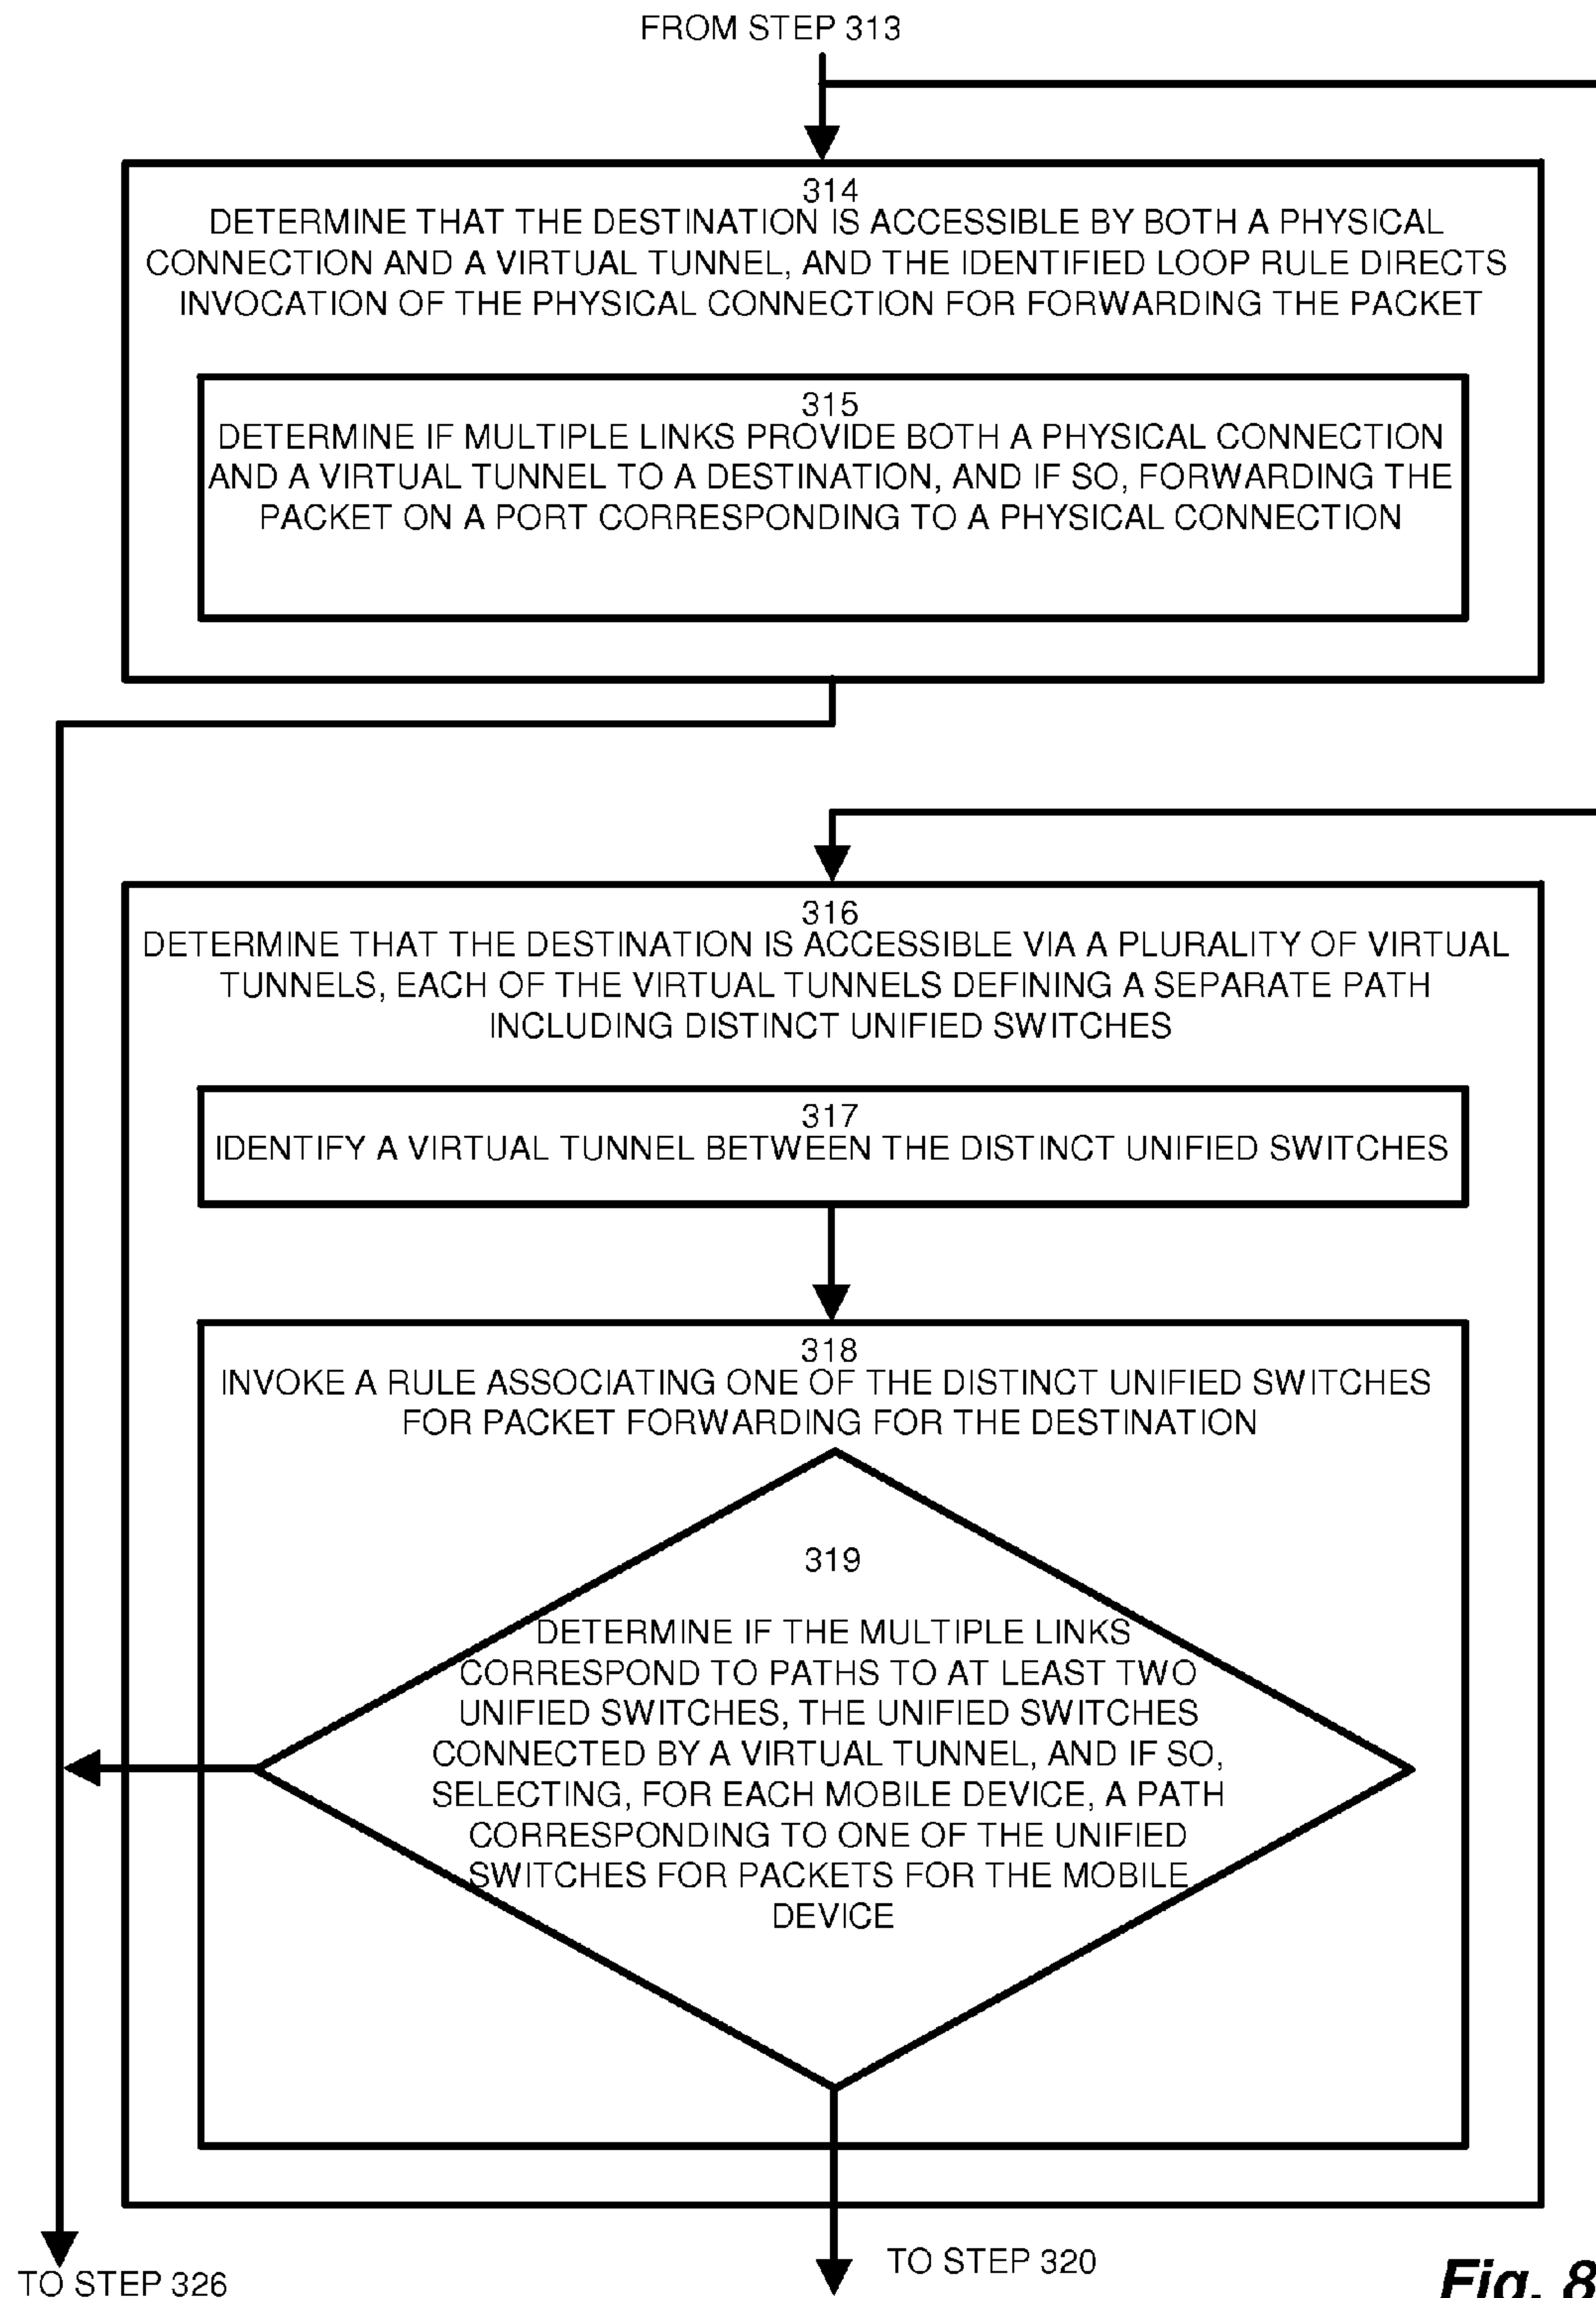 FROM STEP 313
314
DETERMINE THAT THE DESTINATION IS ACCESSIBLE BY BOTH A PHYSICAL
CONNECTION AND A VIRTUAL TUNNEL, AND THE IDENTIFIED LOOP RULE DIRECTS
INVOCATION OF THE PHYSICAL CONNECTION FOR FORWARDING THE PACKET
315
DETERMINE IF MULTIPLE LINKS PROVIDE BOTH A PHYSICAL CONNECTION
AND A VIRTUAL TUNNEL TO A DESTINATION, AND IF SO, FORWARDING THE
PACKET ON A PORT CORRESPONDING TO A PHYSICAL CONNECTION
316
DETERMINE THAT THE DESTINATION IS ACCESSIBLE VIA A PLURALITY OF VIRTUAL
TUNNELS, EACH OF THE VIRTUAL TUNNELS DEFINING A SEPARATE PATH
INCLUDING DISTINCT UNIFIED SWITCHES
317
IDENTIFY A VIRTUAL TUNNEL BETWEEN THE DISTINCT UNIFIED SWITCHES
318
INVOKE A RULE ASSOCIATING ONE OF THE DISTINCT UNIFIED SWITCHES
FOR PACKET FORWARDING FOR THE DESTINATION
319
DETERMINE IF THE MULTIPLE LINKS
CORRESPOND TO PATHS TO AT LEAST TWO
UNIFIED SWITCHES, THE UNIFIED SWITCHES
CONNECTED BY A VIRTUAL TUNNEL, AND IF SO,
SELECTING, FOR EACH MOBILE DEVICE, A PATH
CORRESPONDING TO ONE OF THE UNIFIED
SWITCHES FOR PACKETS FOR THE MOBILE
DEVICE
TO STEP 320
TO STEP 326
Fig. 8